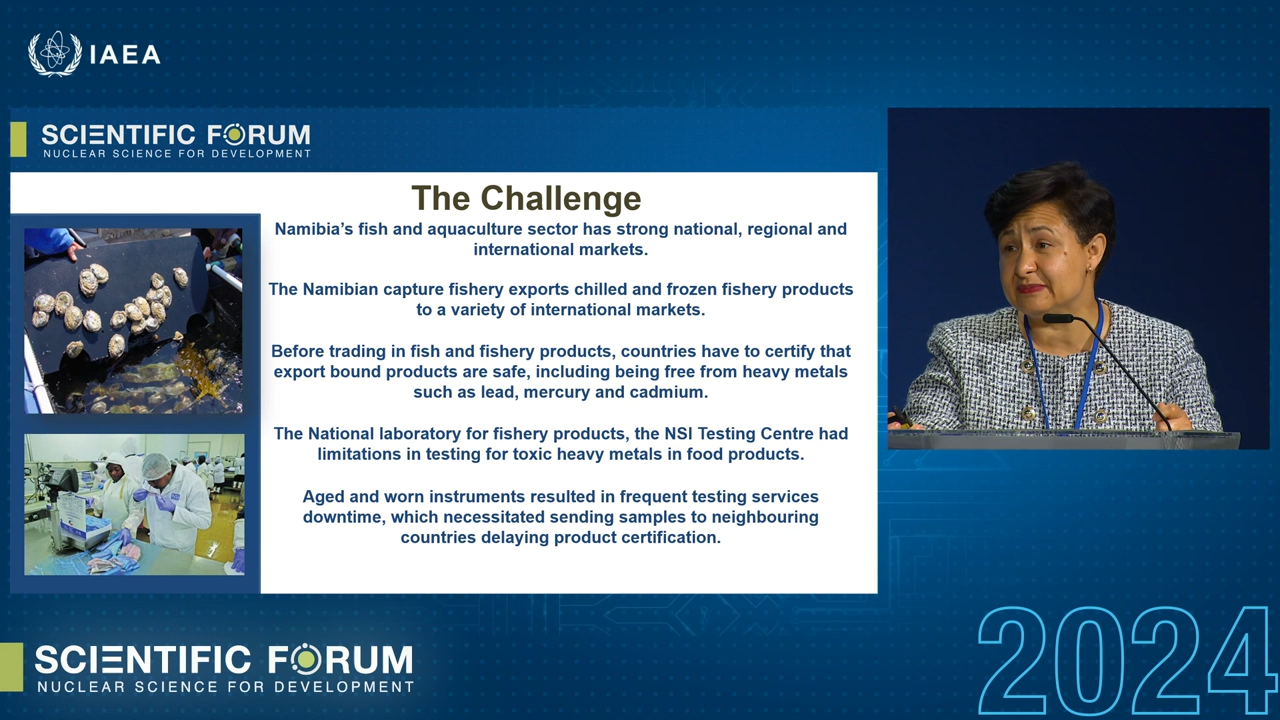 IAEA
SCIENTIFIC FORUM
NUCLEAR SCIENCE FOR DEVELOPMENT
The Challenge
Namibia's fish and aquaculture sector has strong national, regional and
international markets.
The Namibian capture fishery exports chilled and frozen fishery products
to a variety of international markets.
Before trading in fish and fishery products, countries have to certify that
export bound products are safe, including being free from heavy metals
such as lead, mercury and cadmium.
The National laboratory for fishery products, the NSI Testing Centre had
limitations in testing for toxic heavy metals in food products.
Aged and worn instruments resulted in frequent testing services
downtime, which necessitated sending samples to neighbouring
countries delaying product certification.
SCIENTIFIC FORUM
NUCLEAR SCIENCE FOR DEVELOPMENT
2024